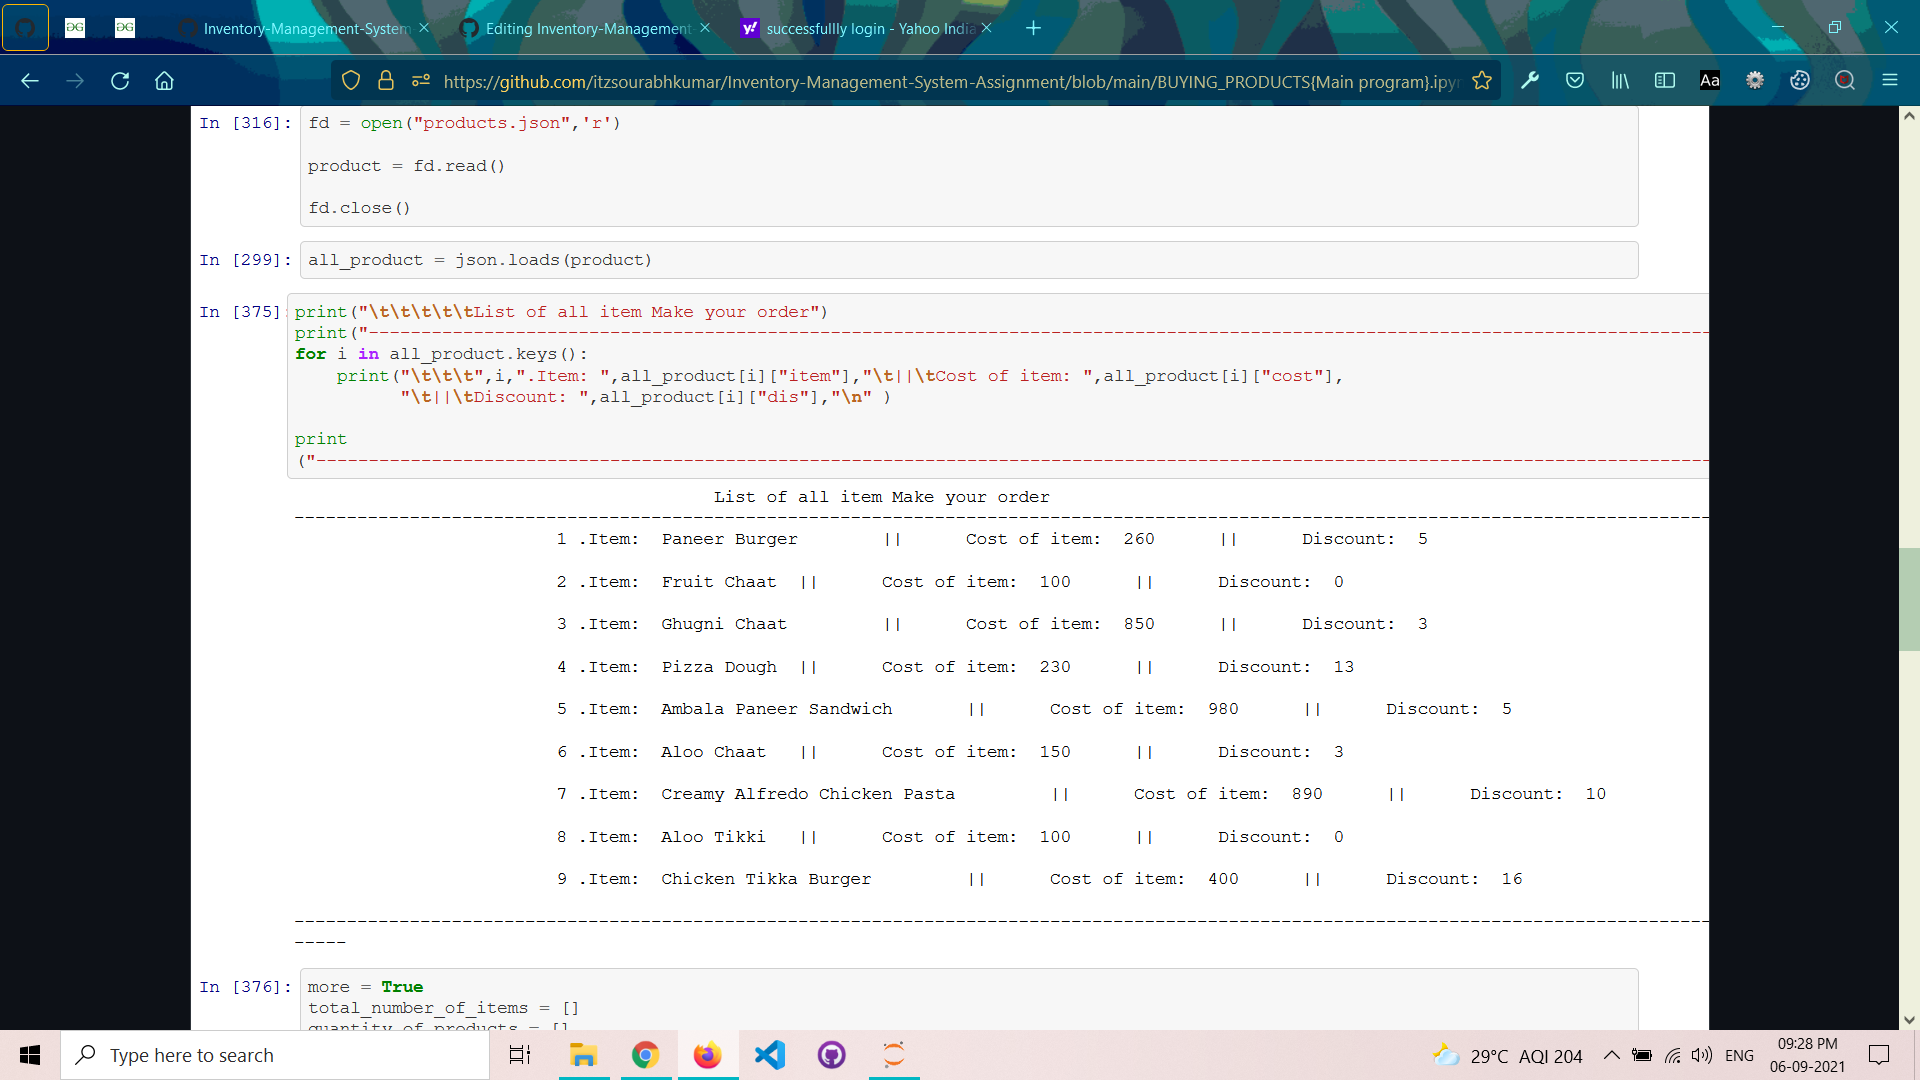 Inventory-Management-System
Editing Inventory-Management-
successfullly login - Yahoo India
https://github.com/itzsourabhkumar/Inventory-Management-System-Assignment/blob/main/BUYING_PRODUCTS{Main program}.ipyn
In [316]: fd = open("products.json",'r')
product = fd.read()
fd.close()
In [299]: all_product = json.loads(product)
In [375]: print("\t\t\t\t\tList of all item Make your order")
print("--------------------------------------------------------------------------------------------------------------------------------
for i in all_product.keys():
print("\t\t\t",i,".Item: ",all_product[i]["item"],"\t||\tCost of item: ",all_product[i]["cost"],
"\t||\tDiscount: ",all_product[i]["dis"],"\n" )
print
("-------------------------------------------------------------------------------------------------------------------------------------
List of all item Make your order
---------------------------------------------------------------------------------------------------------------------------------------
1 .Item:  Paneer Burger || Cost of item:  260 || Discount:  5
2 .Item:  Fruit Chaat || Cost of item:  100 || Discount:  0
3 .Item:  Ghugni Chaat || Cost of item:  850 || Discount:  3
4 .Item:  Pizza Dough || Cost of item:  230 || Discount:  13
5 .Item:  Ambala Paneer Sandwich || Cost of item:  980 || Discount:  5
6 .Item:  Aloo Chaat || Cost of item:  150 || Discount:  3
7 .Item:  Creamy Alfredo Chicken Pasta || Cost of item:  890 || Discount:  10
8 .Item:  Aloo Tikki || Cost of item:  100 || Discount:  0
9 .Item:  Chicken Tikka Burger || Cost of item:  400 || Discount:  16
---------------------------------------------------------------------------------------------------------------------------------------
-----
In [376]: more = True
total_number_of_items = []
quantity_of_products = []
Type here to search
29°C AQI 204
ENG
09:28 PM
06-09-2021